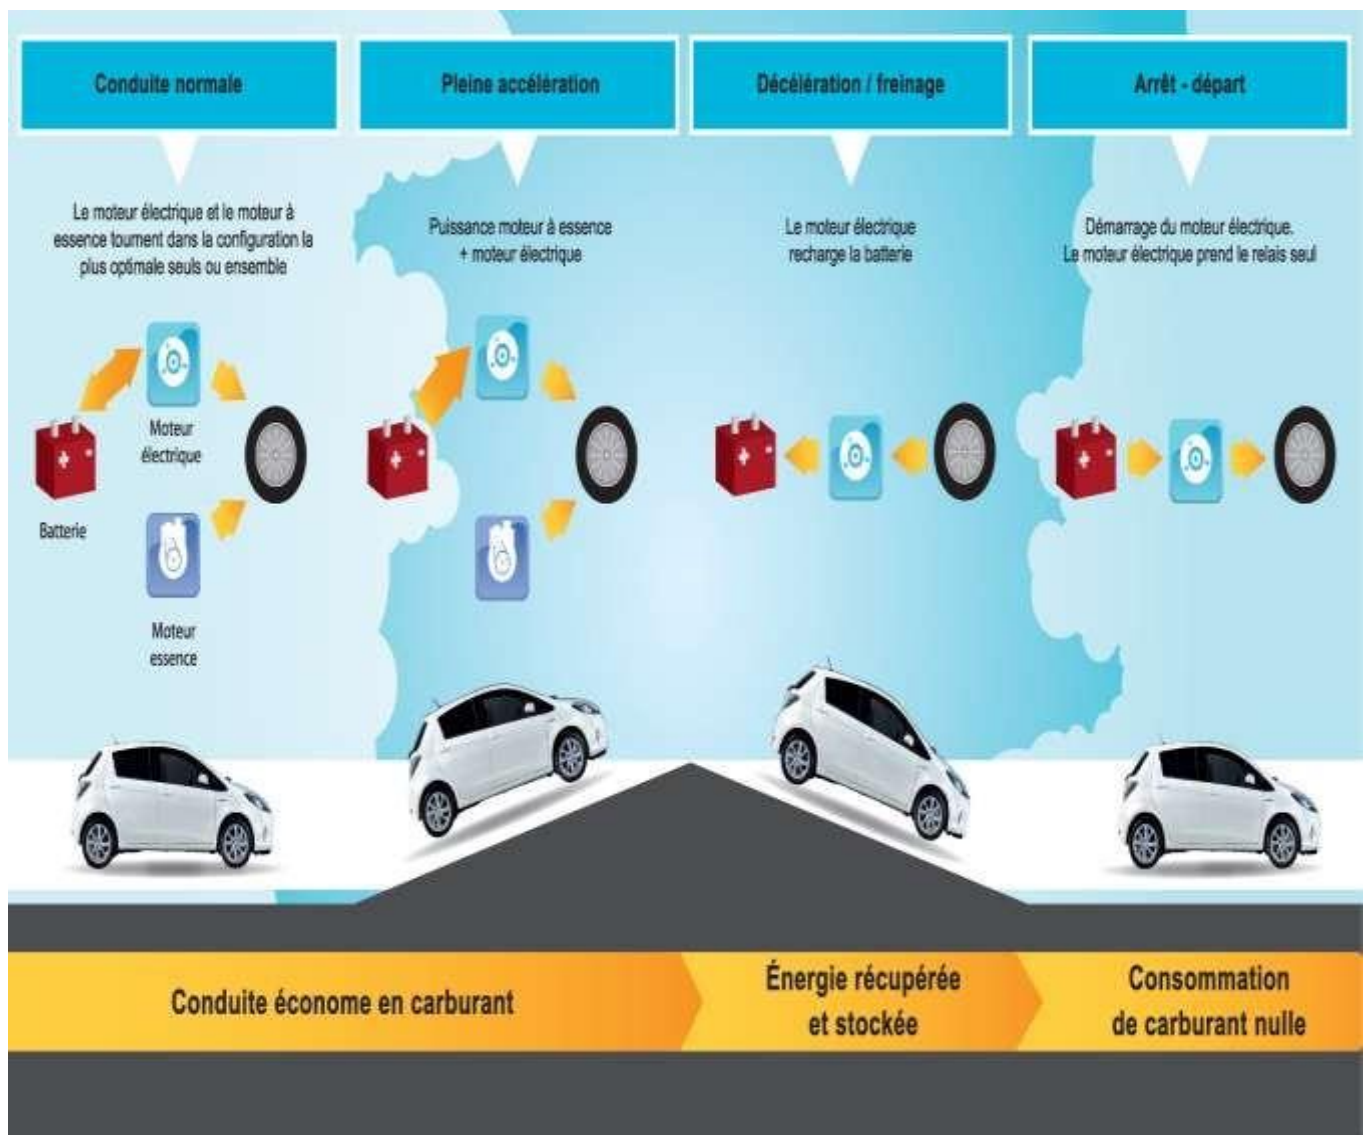 Conduite normale
Pleine accélération
Décélération / freinage
Arrêt - départ
Le moteur électrique et le moteur à
essence tournent dans la configuration la
plus optimale seuls ou ensemble
Puissance moteur à essence
+ moteur électrique
Le moteur électrique
recharge la batterie
Démarrage du moteur électrique.
Le moteur électrique prend le relais seul
Moteur
électrique
Batterie
Moteur
essence
Conduite économe en carburant
Énergie récupérée
et stockée
Consommation
de carburant nulle